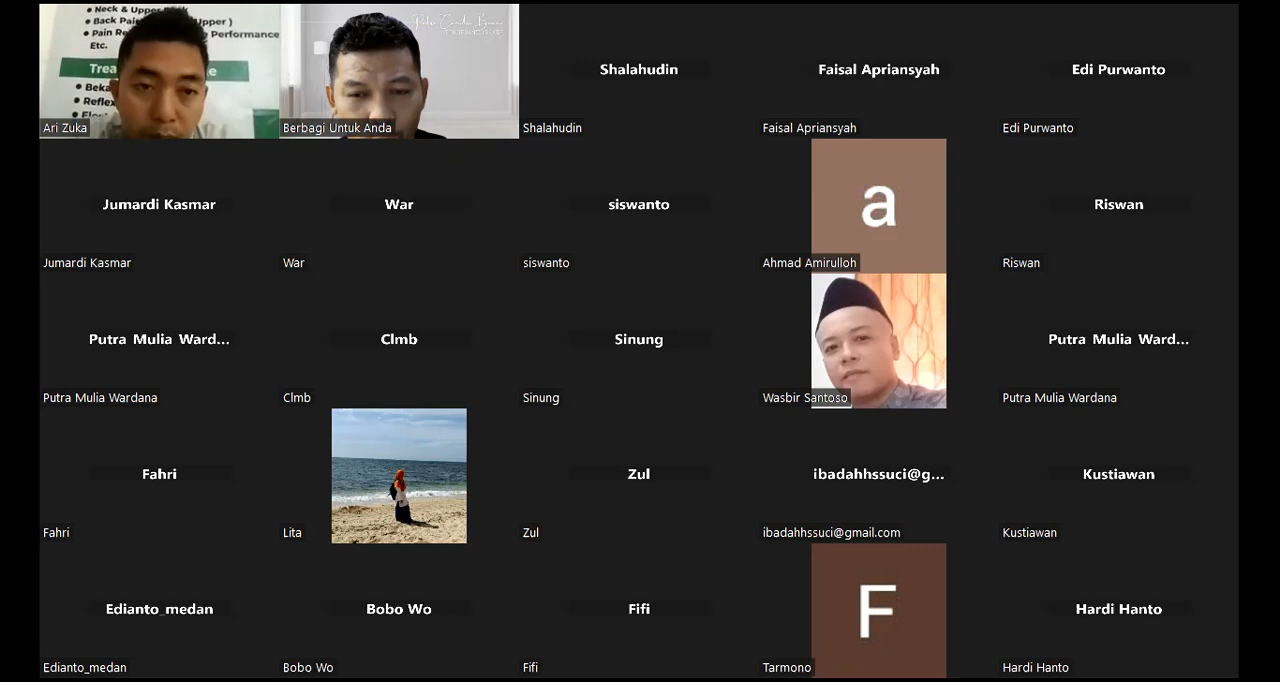 Neck & Upper
Back Pai Upper )
Pain Re Performance
Etc.
Trea
Beka
Reflex
Ari Zuka
Berbagi Untuk Anda
Shalahudin
Shalahudin
Faisal Apriansyah
Faisal Apriansyah
Edi Purwanto
Edi Purwanto
Jumardi Kasmar
Jumardi Kasmar
War
War
siswanto
siswanto
a
Ahmad Amirulloh
Riswan
Riswan
Putra Mulia Ward...
Putra Mulia Wardana
Clmb
Clmb
Sinung
Sinung
Wasbir Santoso
Putra Mulia Ward...
Putra Mulia Wardana
Fahri
Fahri
Lita
Zul
Zul
ibadahhssuci@g...
ibadahhssuci@gmail.com
Kustiawan
Kustiawan
Edianto_medan
Edianto_medan
Bobo Wo
Bobo Wo
Fifi
Fifi
F
Tarmono
Hardi Hanto
Hardi Hanto